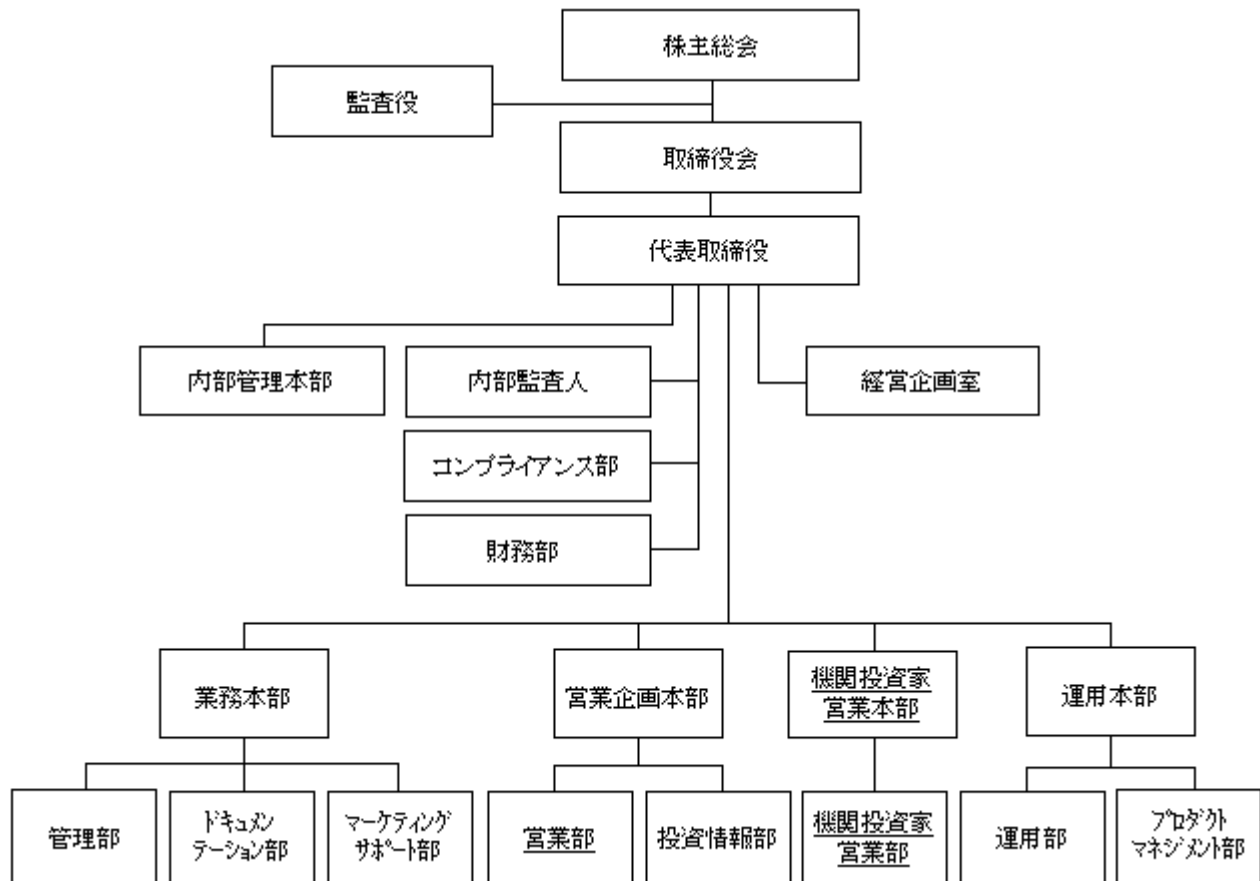 株主総会
監査役
取締役会
代表取締役
内部管理本部
内部監査人
経営企画室
コンプライアンス部
財務部
業務本部
営業企画本部
機関投資家
営業本部
運用本部
管理部
ドキュメン
テーション部
マーケティング
サポート部
営業部
投資情報部
機関投資家
営業部
運用部
プロダクト
マネジメント部